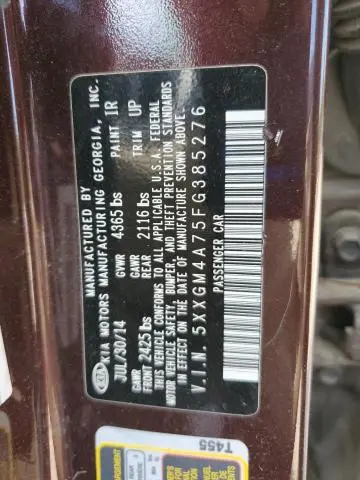 MANUFACTURED BY
KIA MOTORS MANUFACTURING GEORGIA, INC.
JUL/30/14 GVWR 4365 lbs PAINT IR
GAWR FRONT 2425 lbs GAWR REAR 2116 lbs TRIM UP
THIS VEHICLE CONFORMS TO ALL APPLICABLE U.S.A FEDERAL
MOTOR VEHICLE SAFETY, BUMPER, AND THEFT PREVENTION STANDARDS
IN EFFECT ON THE DATE OF MANUFACTURE SHOWN ABOVE.
V.I.N. 5XXGM4A75FG385276
PASSENGER CAR
T455